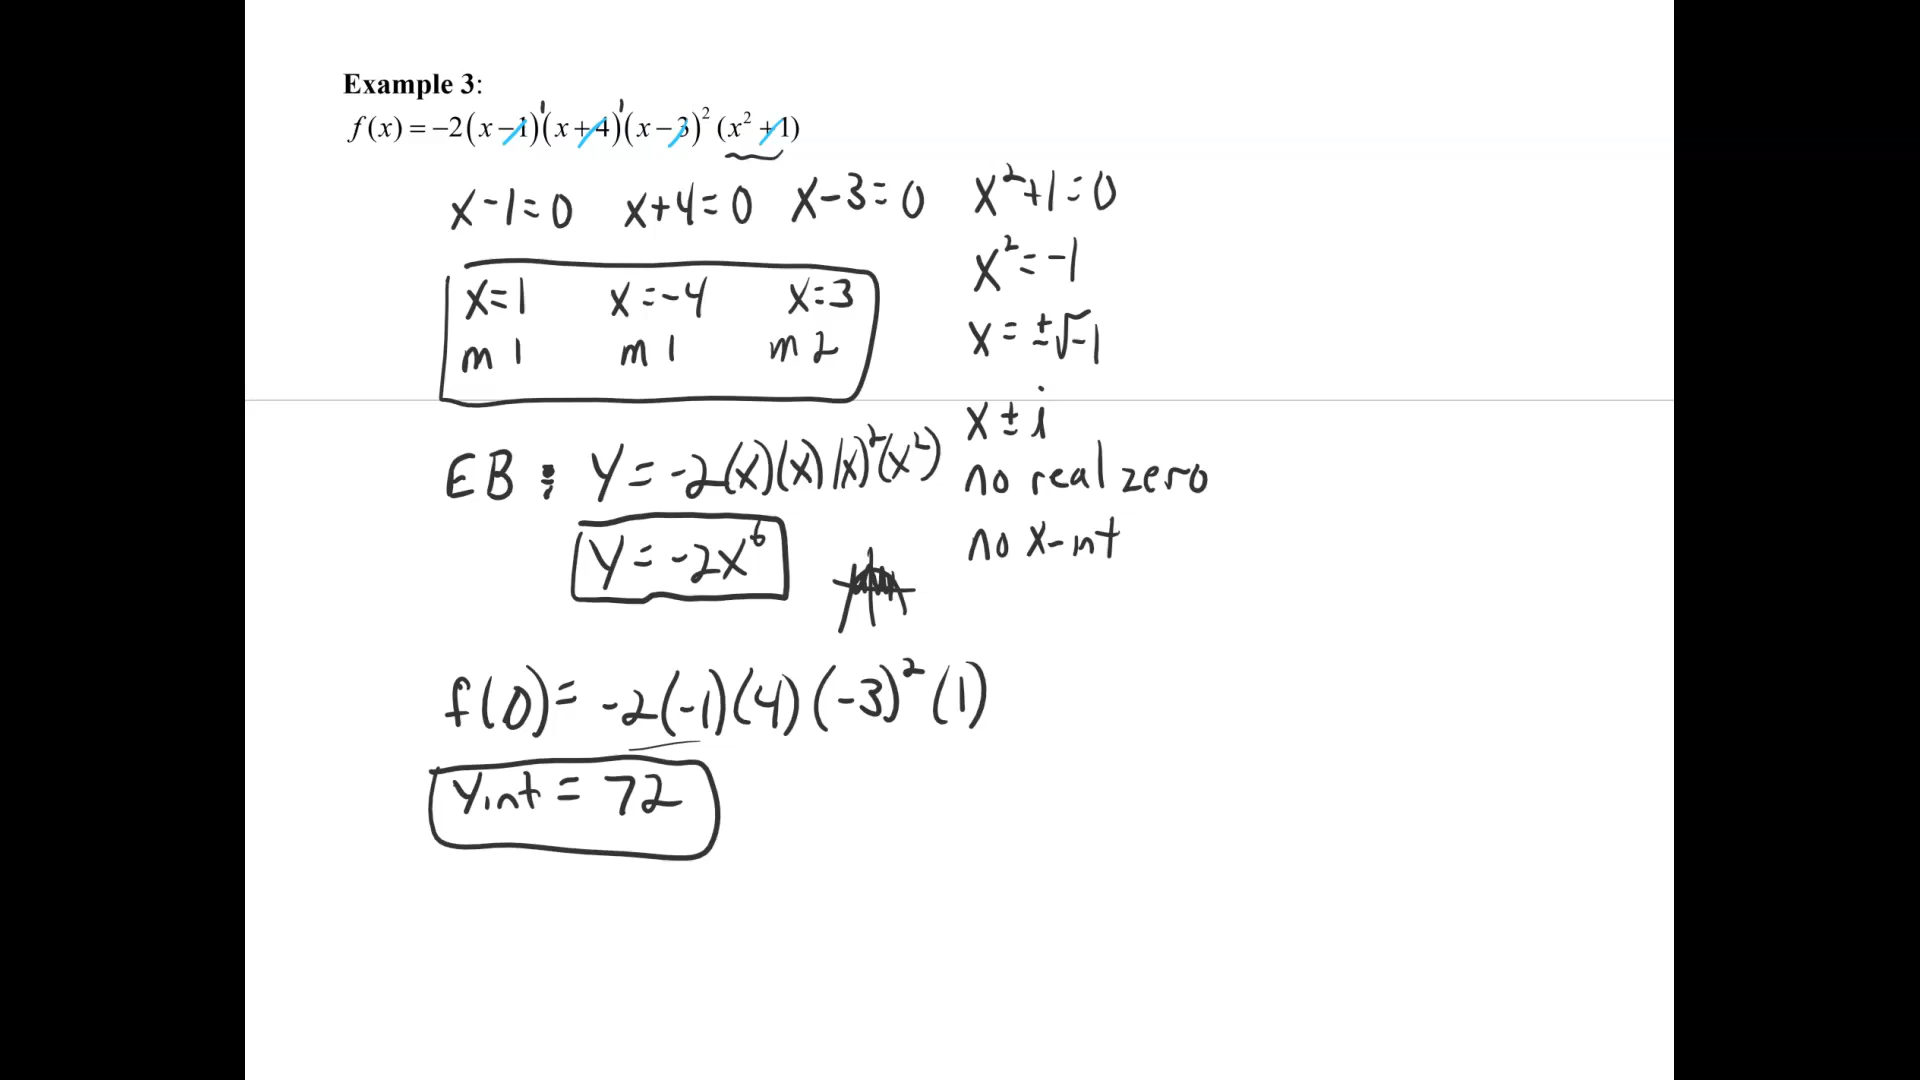 Example 3:
f(x) = −2(x−1)¹(x+4)¹(x−3)² (x² +1)
x-1=0 x+4=0 x-3=0 x²+1=0
x²=-1
x=1 x=-4 x=3
x=±√-1
m 1 m 1 m 2
x ± i
EB: y = -2(x)(x)(x)²(x²)
no real zero
y = -2x⁶
no x-int
f(0)= -2(-1)(4)(-3)²(1)
yint = 72